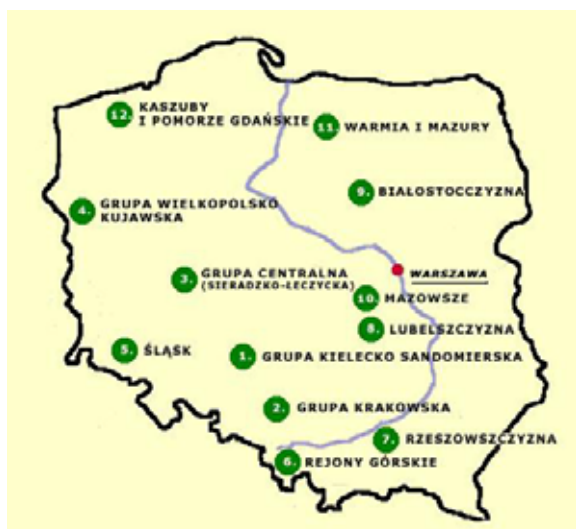 12. KASZUBY
I POMORZE GDAŃSKIE
11. WARMIA I MAZURY
9. BIAŁOSTOCCZYZNA
4. GRUPA WIELKOPOLSKO
KUJAWSKA
WARSZAWA
3. GRUPA CENTRALNA
(SIERADZKO-ŁECZYCKA)
10. MAZOWSZE
8. LUBELSZCZYZNA
5. ŚLĄSK
1. GRUPA KIELECKO SANDOMIERSKA
2. GRUPA KRAKOWSKA
7. RZESZOWSZCZYZNA
6. REJONY GÓRSKIE